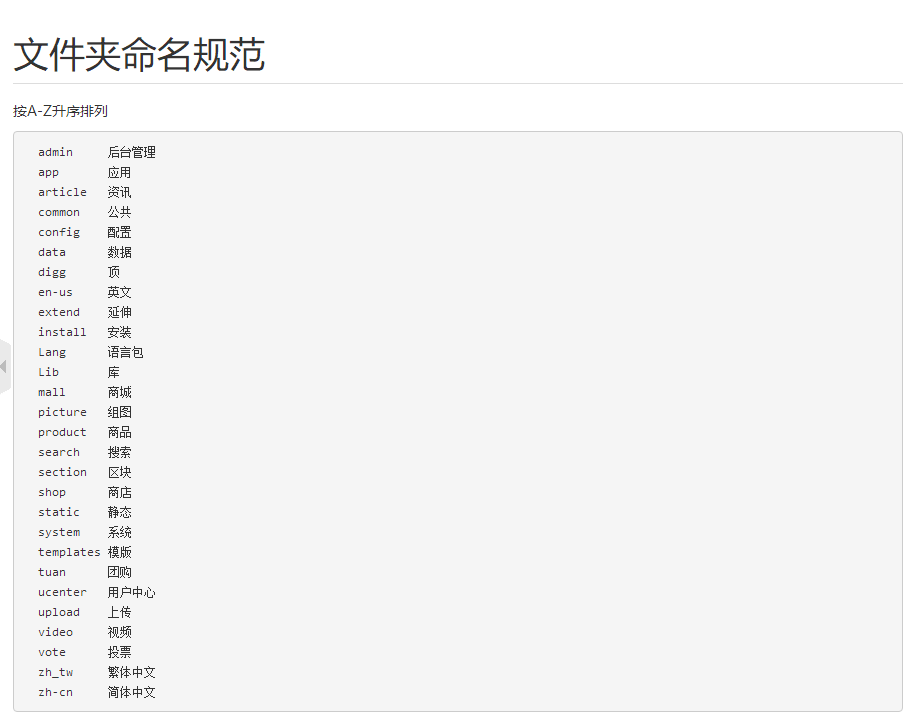 文件夹命名规范
按A-Z升序排列
admin 后台管理
app 应用
article 资讯
common 公共
config 配置
data 数据
digg 顶
en-us 英文
extend 延伸
install 安装
Lang 语言包
Lib 库
mall 商城
picture 组图
product 商品
search 搜索
section 区块
shop 商店
static 静态
system 系统
templates 模版
tuan 团购
ucenter 用户中心
upload 上传
video 视频
vote 投票
zh_tw 繁体中文
zh-cn 简体中文